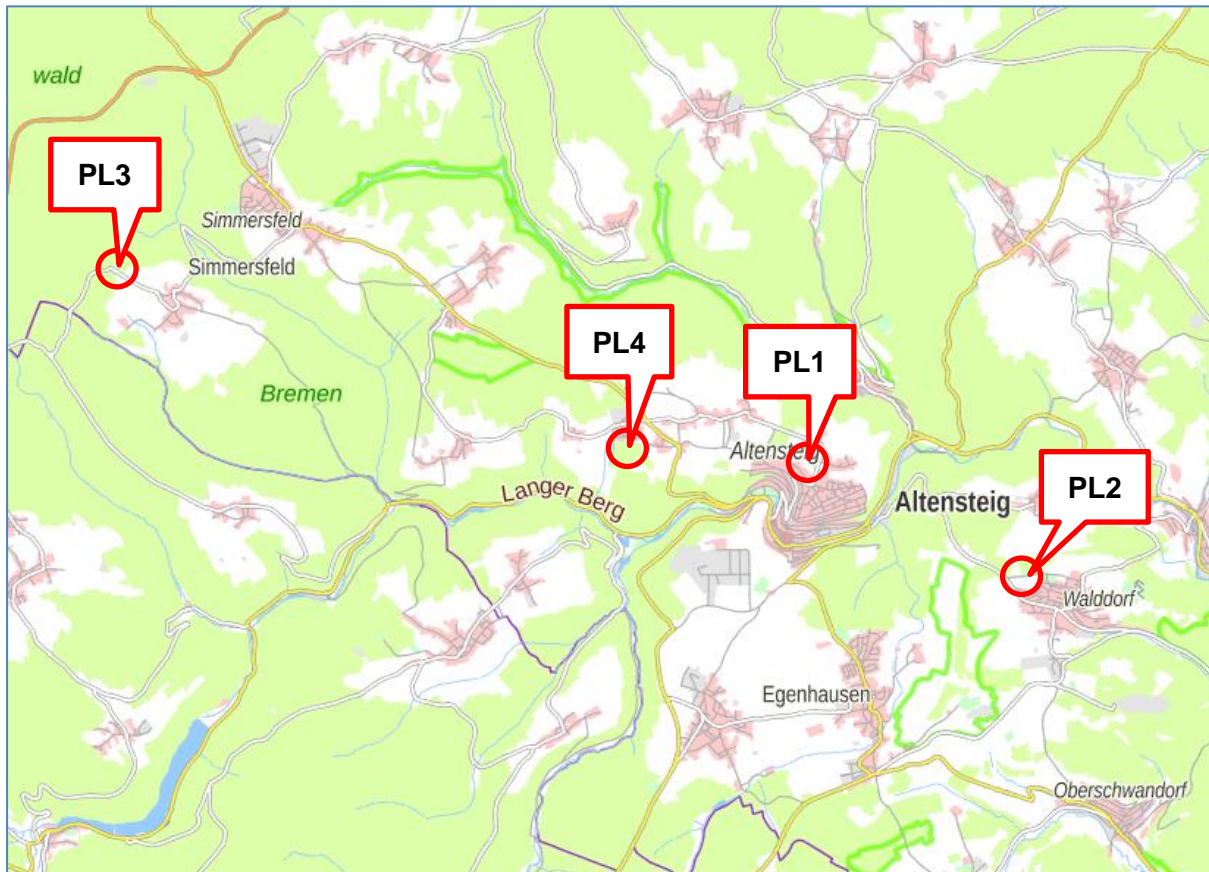 wald
PL3
Simmersfeld
Simmersfeld
PL4
PL1
Bremen
Altensteig
Langer Berg
Altensteig
PL2
Walddorf
Egenhausen
Oberschwandorf